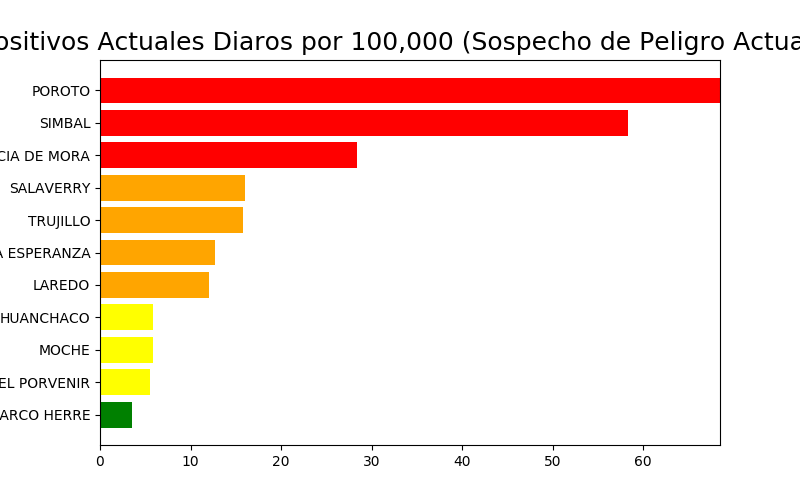 ositivos Actuales Diaros por 100,000 (Sospecho de Peligro Actua
POROTO
SIMBAL
CIA DE MORA
SALAVERRY
TRUJILLO
A ESPERANZA
LAREDO
HUANCHACO
MOCHE
EL PORVENIR
ARCO HERRE
0 10 20 30 40 50 60